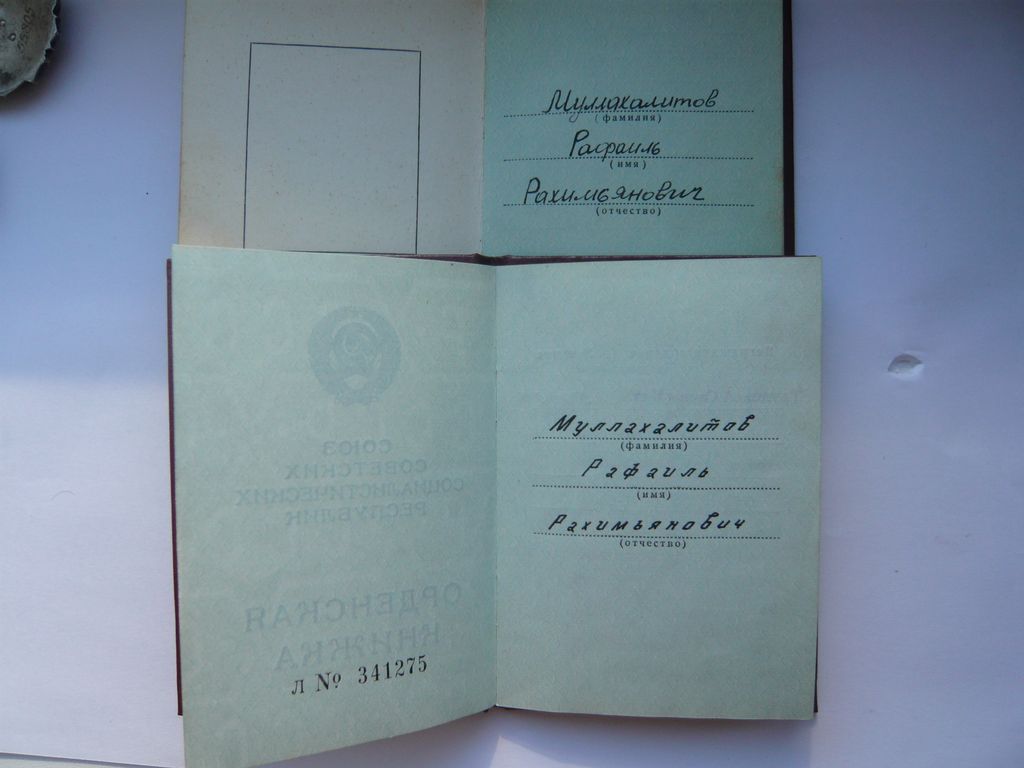 Муллахалитов
(фамилия)
Рафаиль
(имя)
Рахимьянович
(отчество)
СОЮЗ
СОВЕТСКИХ
СОЦИАЛИСТИЧЕСКИХ
РЕСПУБЛИК
ОРДЕНСКАЯ
КНИЖКА
Л № 341275
Муллахалитов
(фамилия)
Рафаиль
(имя)
Рахимьянович
(отчество)